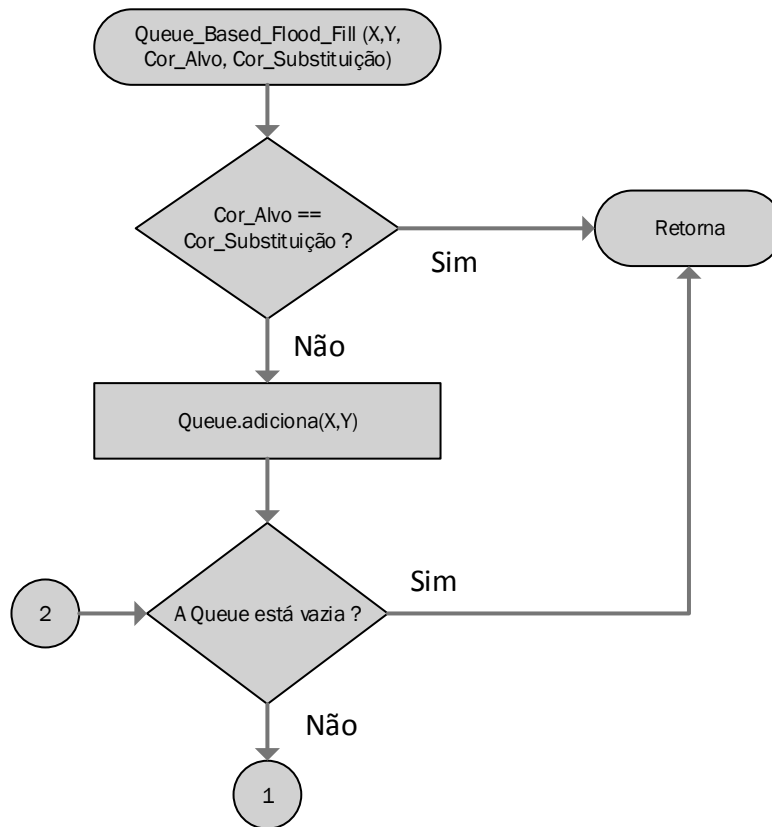 Queue_Based_Flood_Fill (X,Y,
Cor_Alvo, Cor_Substituição)
Cor_Alvo ==
Cor_Substituição ?
Retorna
Sim
Não
Queue.adiciona(X,Y)
Sim
2
A Queue está vazia ?
Não
1